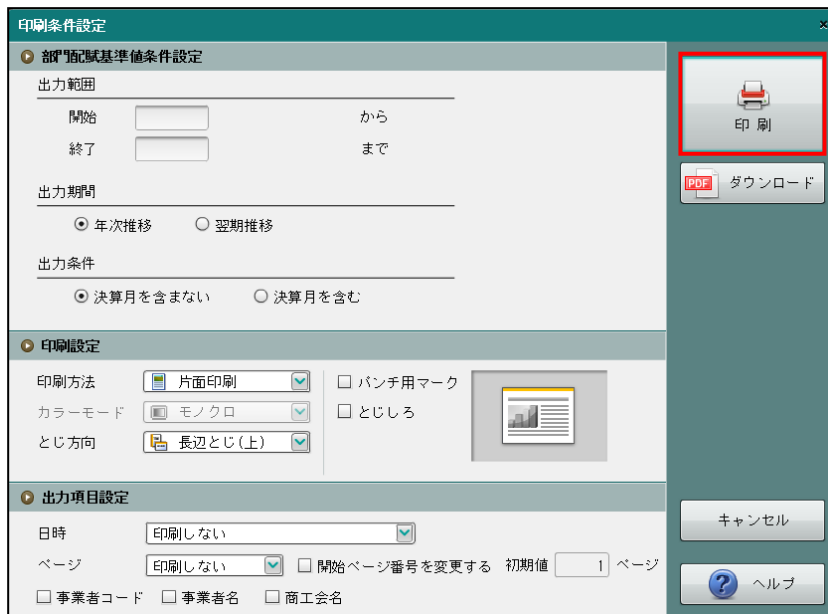 印刷条件設定
×
部門配賦基準値条件設定
出力範囲
開始 から
終了 まで
出力期間
年次推移 翌期推移
出力条件
決算月を含まない 決算月を含む
印刷設定
印刷方法 片面印刷 パンチ用マーク
カラーモード モノクロ とじしろ
とじ方向 長辺とじ(上)
出力項目設定
日時 印刷しない
ページ 印刷しない 開始ページ番号を変更する 初期値 1 ページ
事業者コード 事業者名 商工会名
印 刷
PDF ダウンロード
キャンセル
? ヘルプ